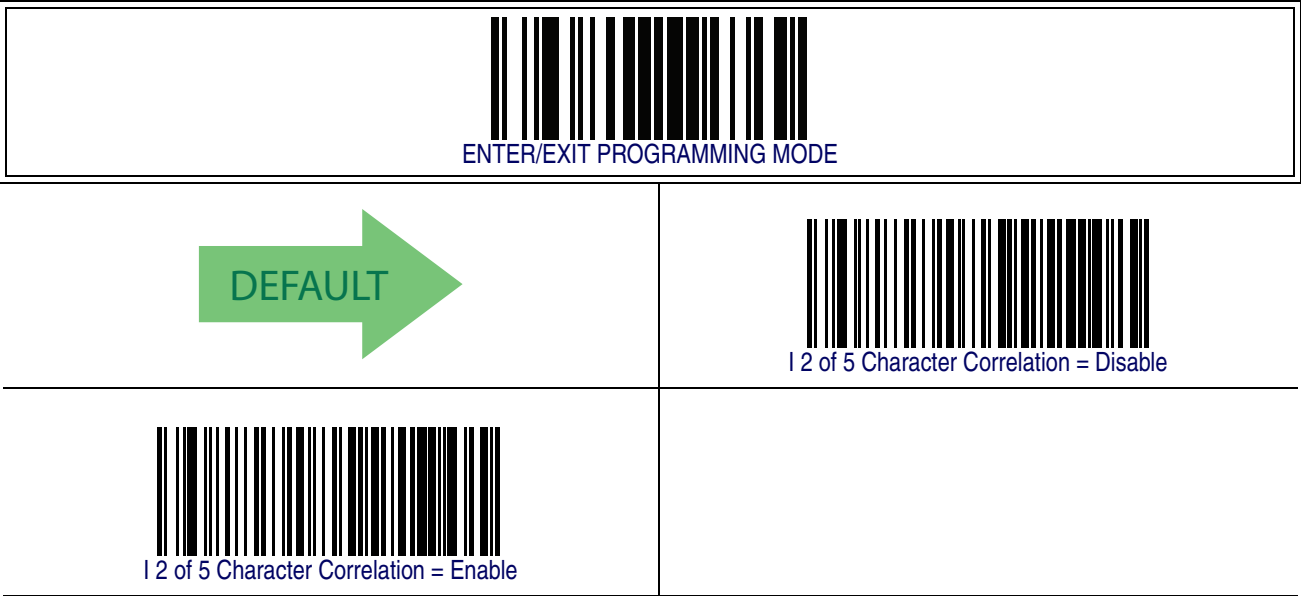 ENTER/EXIT PROGRAMMING MODE
DEFAULT
I 2 of 5 Character Correlation = Disable
I 2 of 5 Character Correlation = Enable